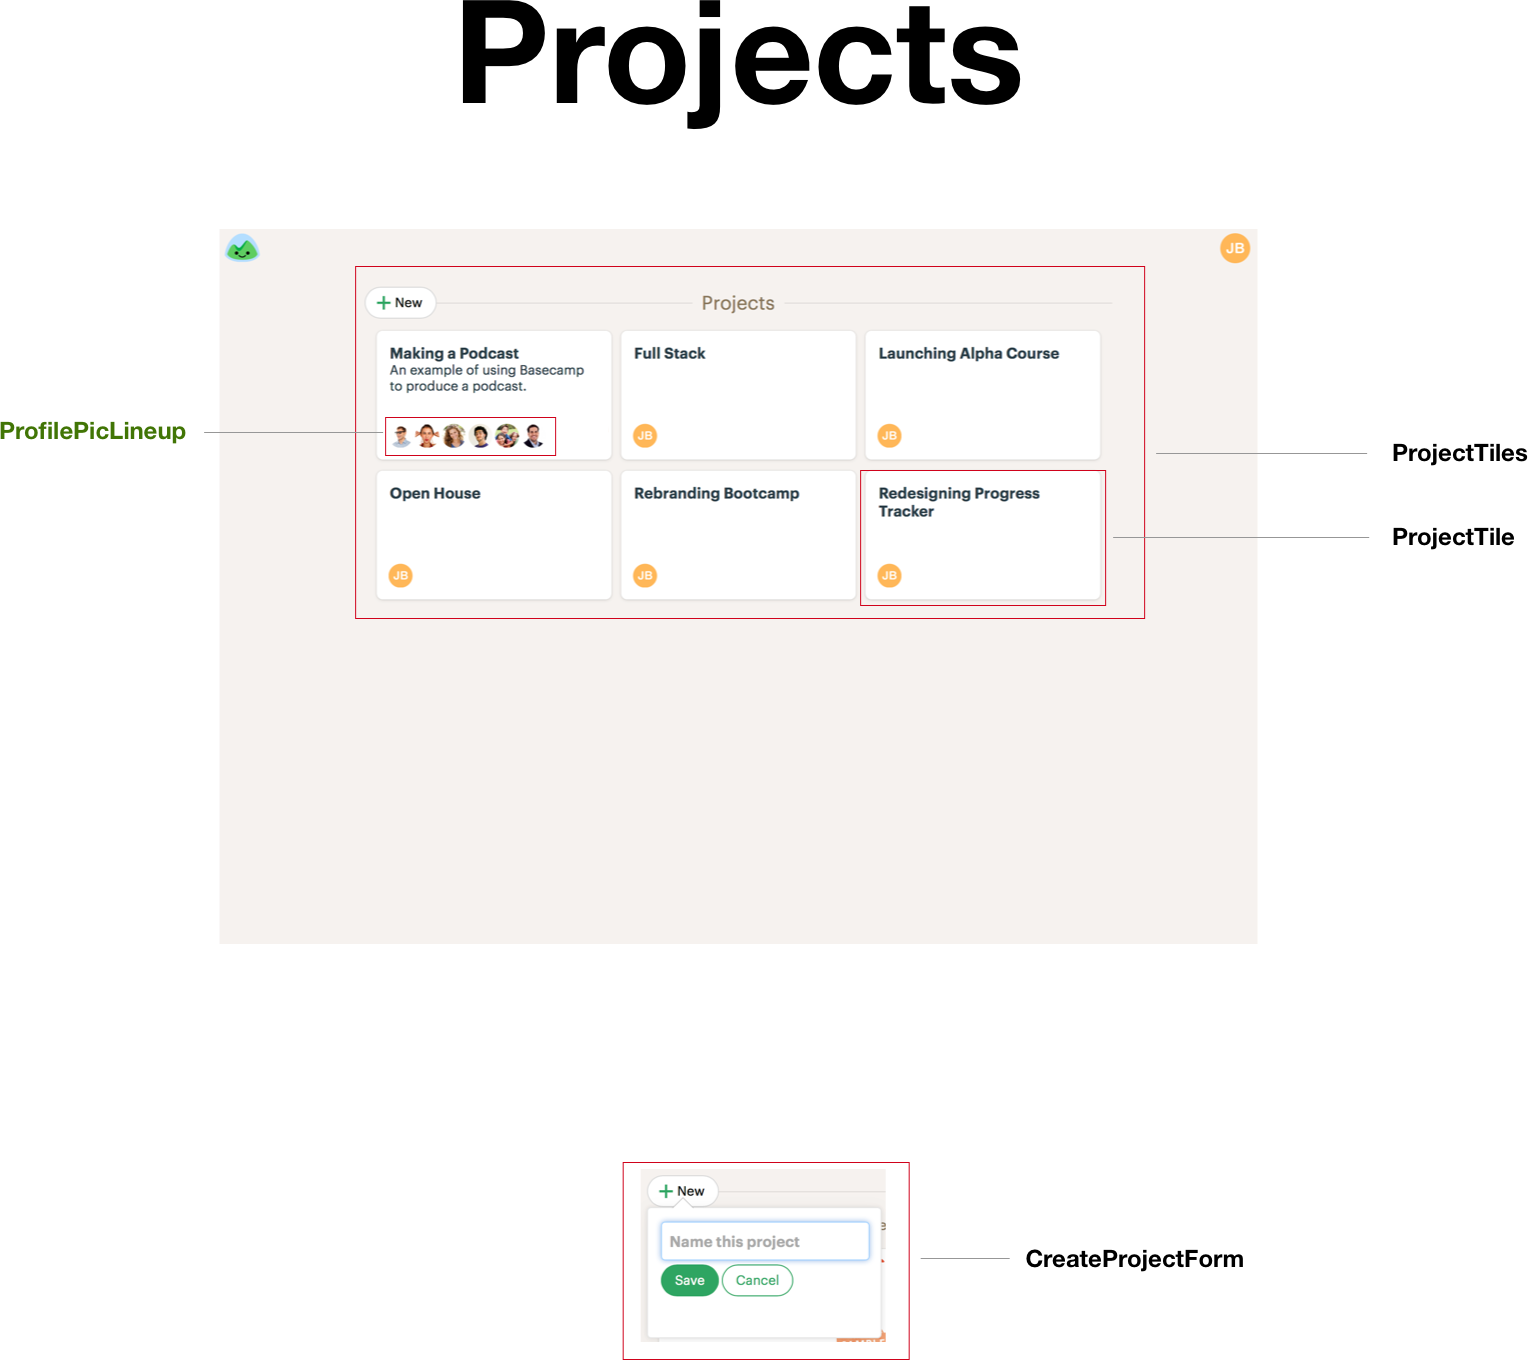 Projects
JB
New
Projects
Making a Podcast
An example of using Basecamp
to produce a podcast.
Full Stack
JB
Launching Alpha Course
JB
ProfilePicLineup
ProjectTiles
Open House
JB
Rebranding Bootcamp
JB
Redesigning Progress
Tracker
JB
ProjectTile
New
Name this project
Save
Cancel
CreateProjectForm